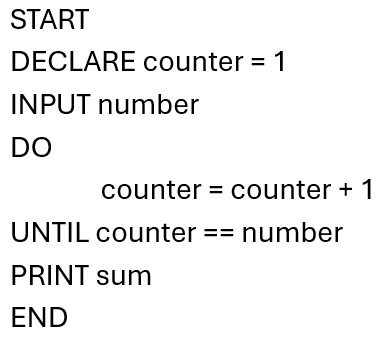 START
DECLARE counter = 1
INPUT number
DO
counter = counter + 1
UNTIL counter == number
PRINT sum
END